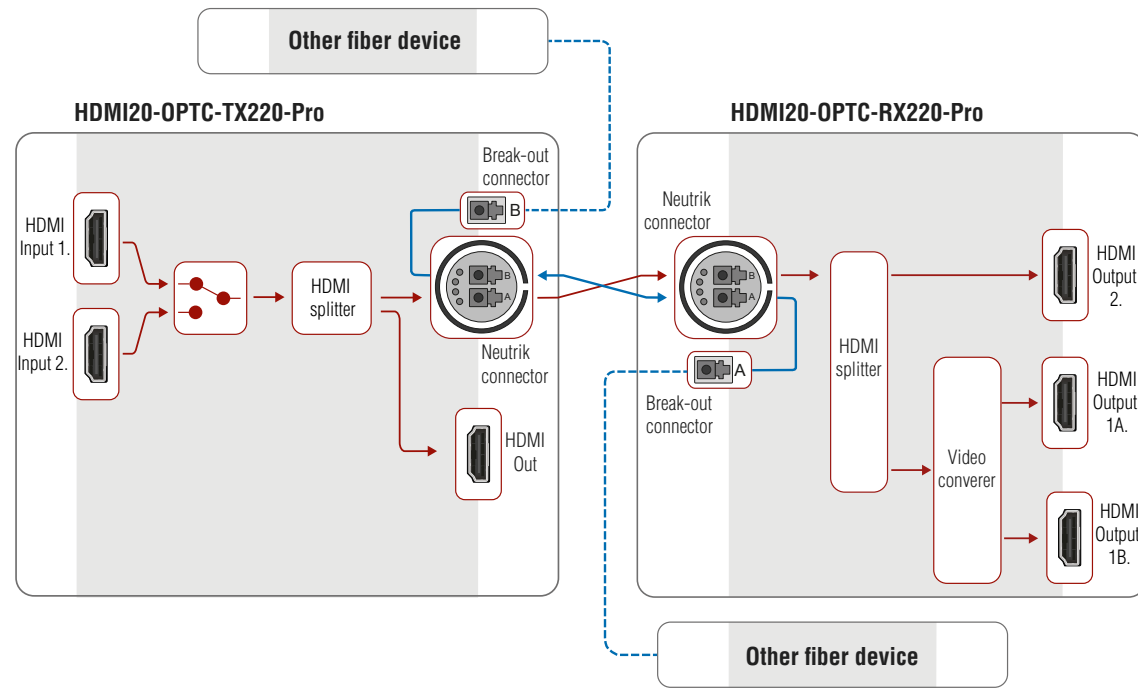 Other fiber device
HDMI20-OPTC-TX220-Pro
HDMI20-OPTC-RX220-Pro
Break-out
connector
B
HDMI
Input 1.
HDMI
Input 2.
HDMI
splitter
B
A
Neutrik
connector
HDMI
Out
Neutrik
connector
B
A
A
Break-out
connector
HDMI
splitter
Video
converer
HDMI
Output
2.
HDMI
Output
1A.
HDMI
Output
1B.
Other fiber device